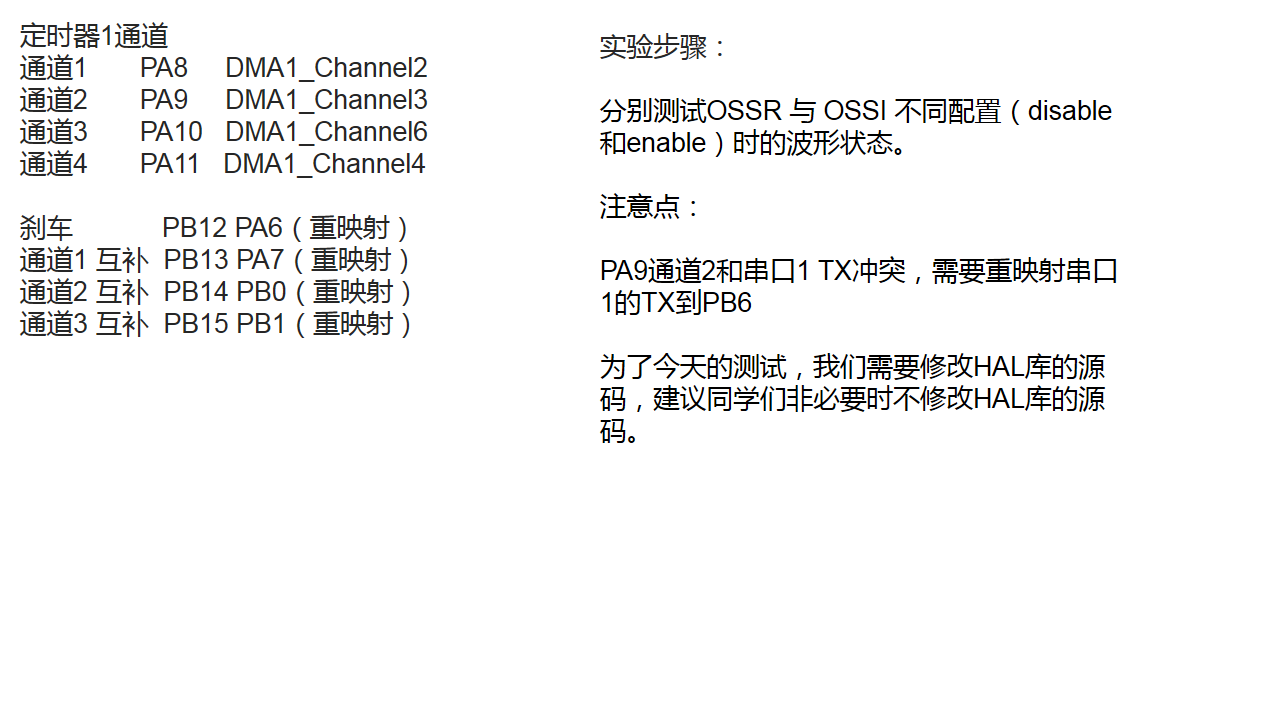 定时器1通道
通道1 PA8 DMA1_Channel2
通道2 PA9 DMA1_Channel3
通道3 PA10 DMA1_Channel6
通道4 PA11 DMA1_Channel4
刹车 PB12 PA6（重映射）
通道1 互补 PB13 PA7（重映射）
通道2 互补 PB14 PB0（重映射）
通道3 互补 PB15 PB1（重映射）
实验步骤：
分别测试OSSR 与 OSSI 不同配置（disable
和enable）时的波形状态。
注意点：
PA9通道2和串口1 TX冲突，需要重映射串口
1的TX到PB6
为了今天的测试，我们需要修改HAL库的源
码，建议同学们非必要时不修改HAL库的源
码。